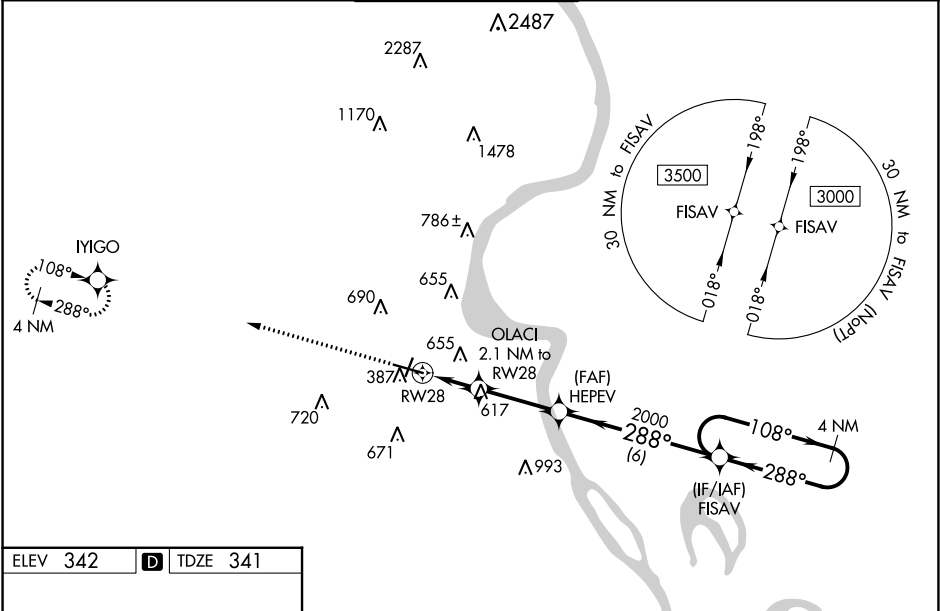 2487
2287
1170
1478
786±
655
690
655
387
720
671
617
993
IYIGO
108°
288°
4 NM
OLACI
2.1 NM to
RW28
RW28
(FAF)
HEPEV
2000
288°
(6)
108°
4 NM
288°
(IF/IAF)
FISAV
30 NM to FISAV
3500
198°
FISAV
018°
198°
3000
FISAV
018°
30 NM to FISAV (NoPT)
ELEV 342 D TDZE 341